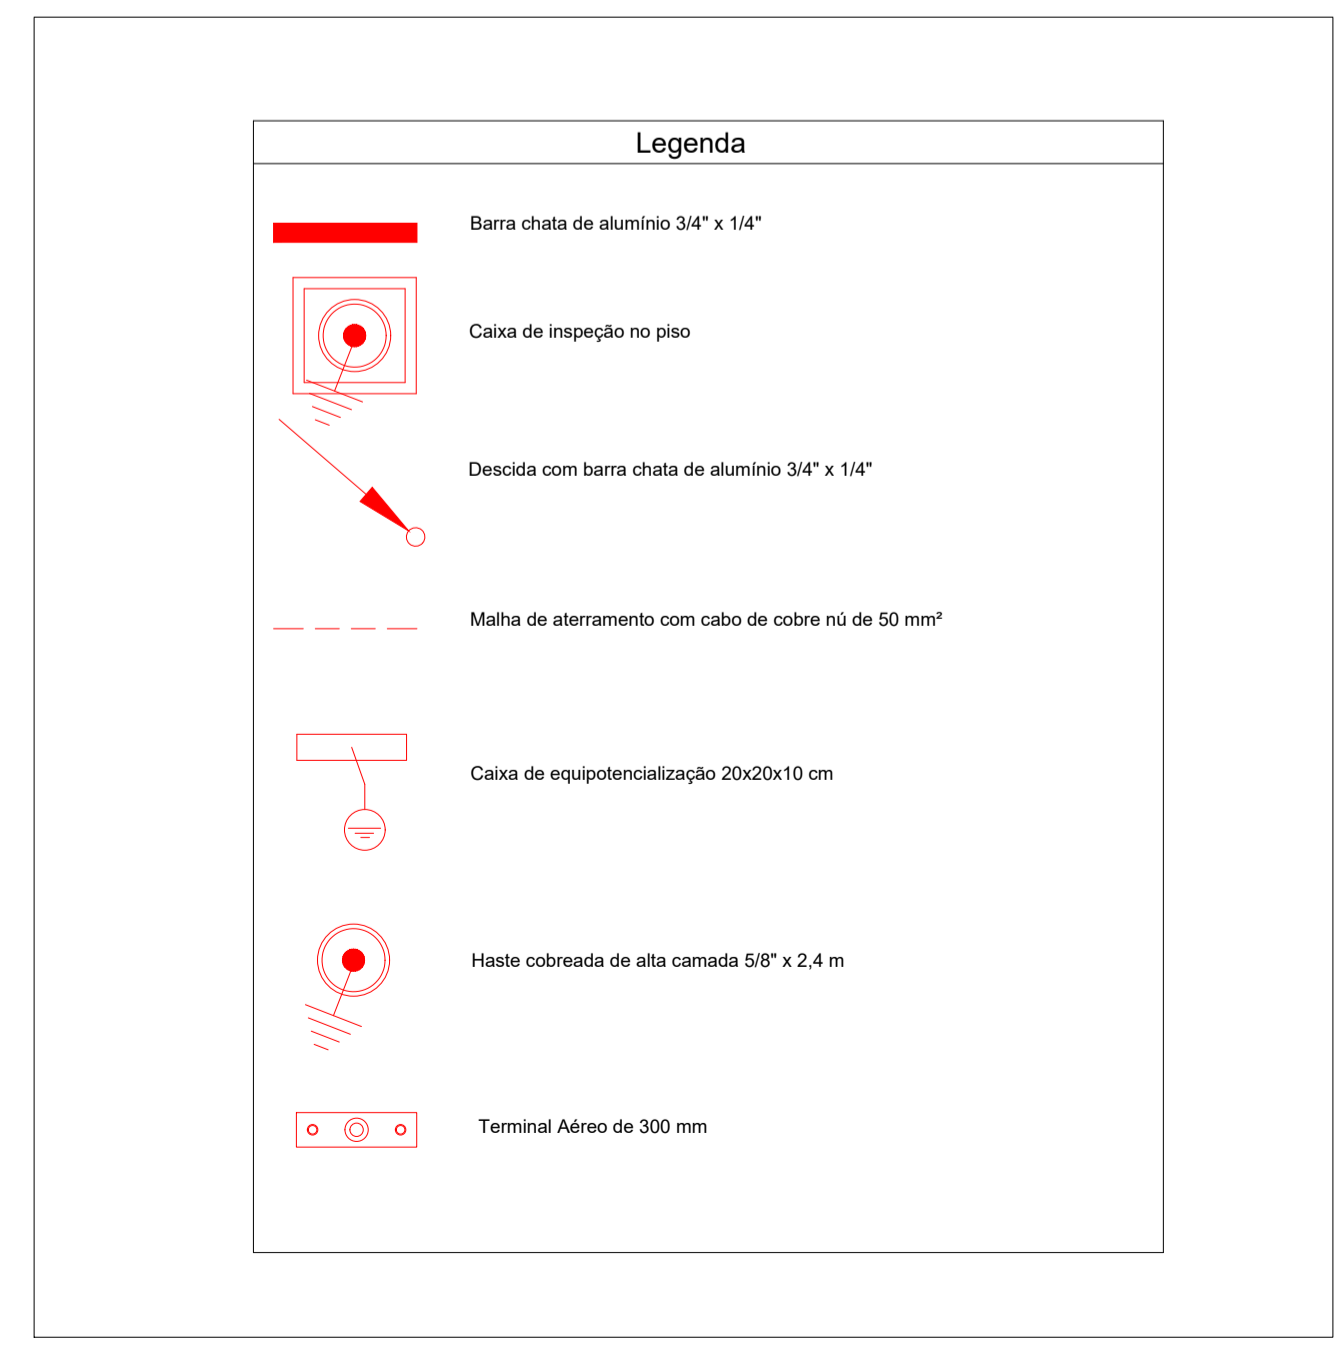 Legenda
Barra chata de alumínio 3/4" x 1/4"
Caixa de inspeção no piso
Descida com barra chata de alumínio 3/4" x 1/4"
Malha de aterramento com cabo de cobre nú de 50 mm²
Caixa de equipotencialização 20x20x10 cm
Haste cobreada de alta camada 5/8" x 2,4 m
Terminal Aéreo de 300 mm